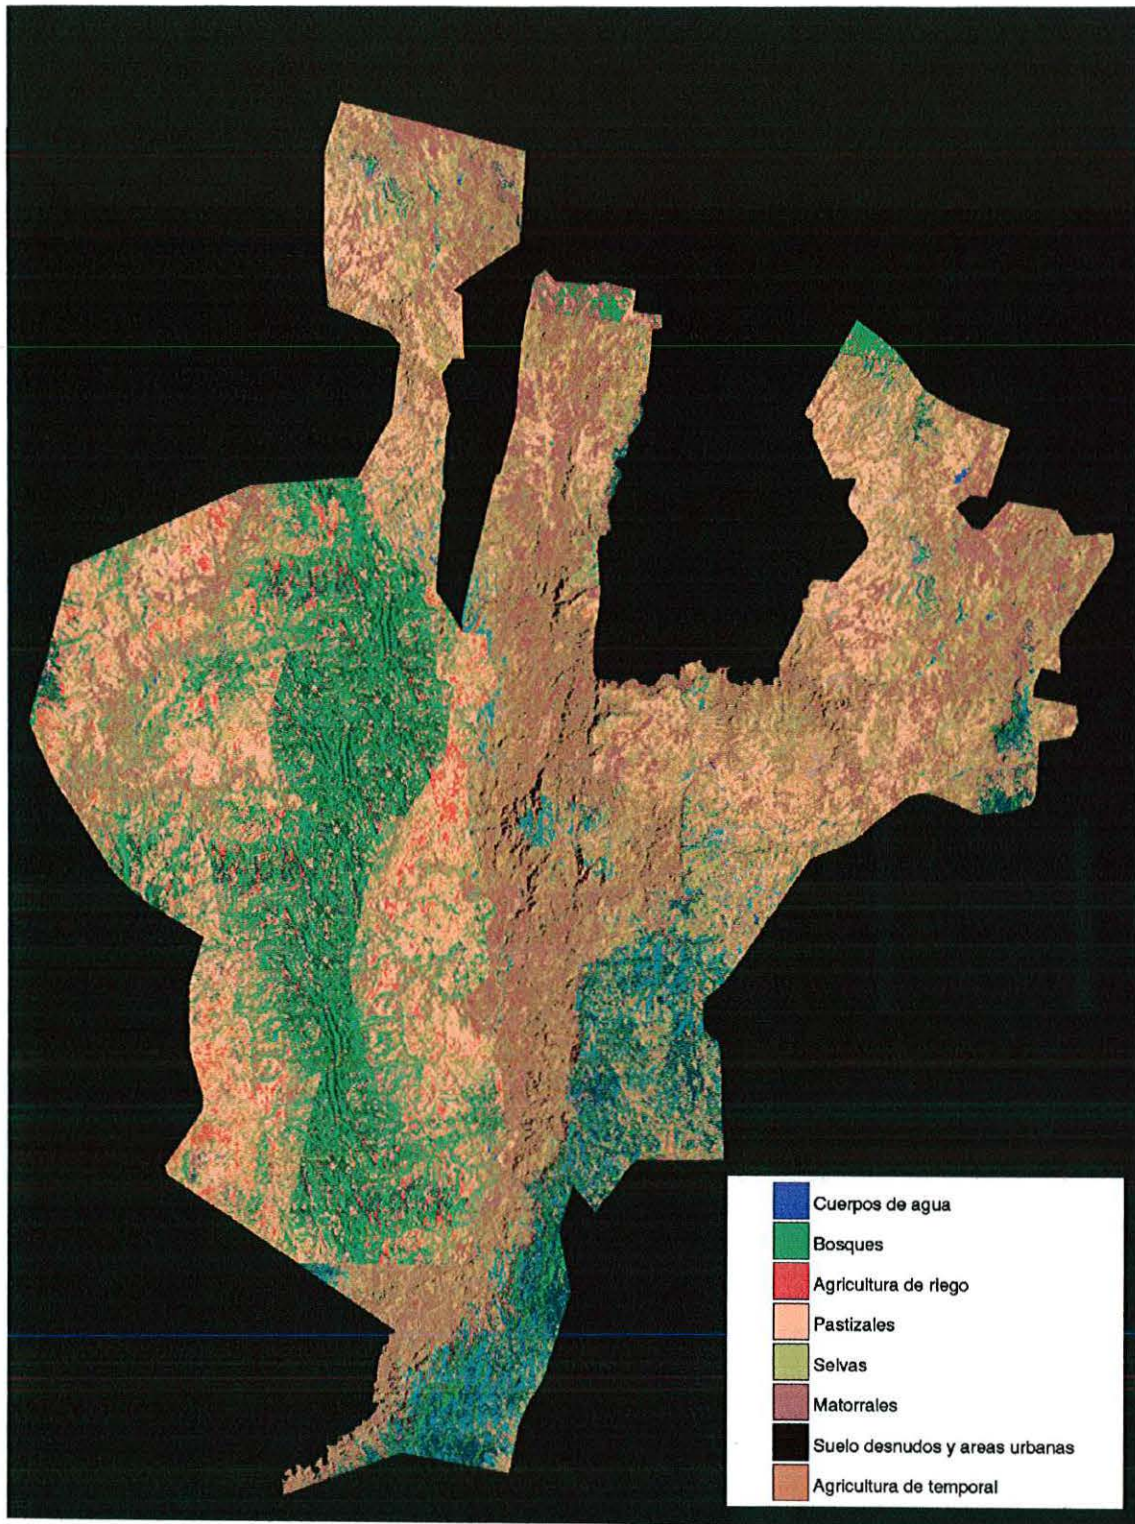 Cuerpos de agua
Bosques
Agricultura de riego
Pastizales
Selvas
Matorrales
Suelo desnudos y areas urbanas
Agricultura de temporal